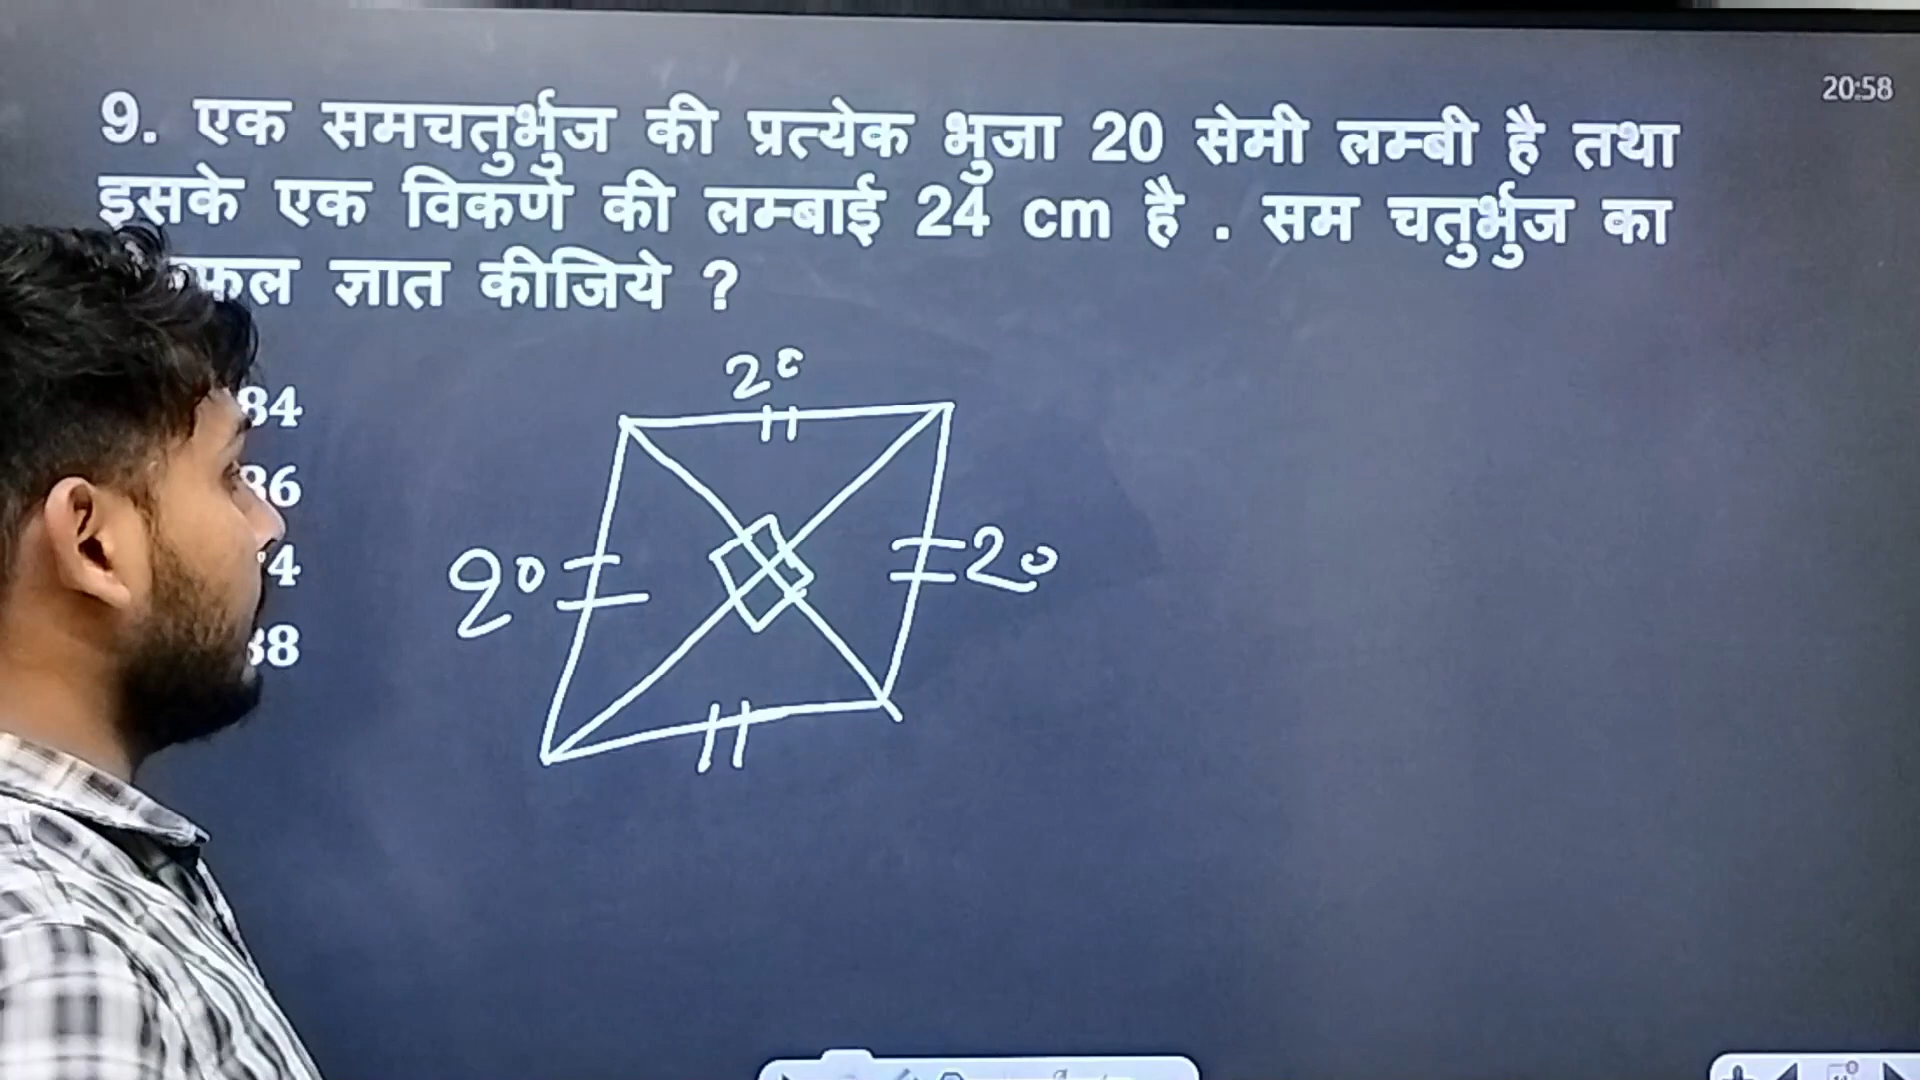 20:58
9. एक समचतुर्भुज की प्रत्येक भुजा 20 सेमी लम्बी है तथा
इसके एक विकर्ण की लम्बाई 24 cm है . सम चतुर्भुज का
ज्ञात कीजिये ?
20
20
20